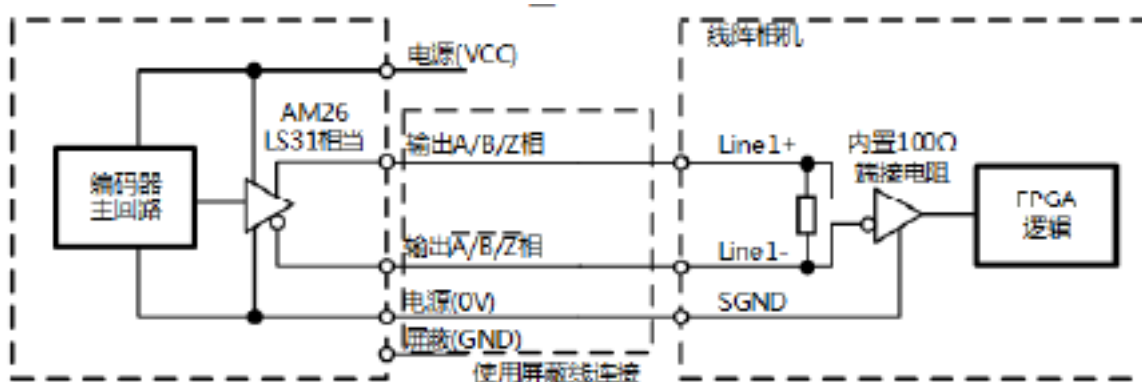 线阵相机
电源(VCC)
AM26
LS31相当
输出A/B/Z相
Line1+
内置100Ω
端接电阻
编码器
主回路
FPGA
逻辑
输出A̅/B̅/Z̅相
Line1-
电源(0V)
SGND
屏蔽(GND)
使用屏蔽线连接